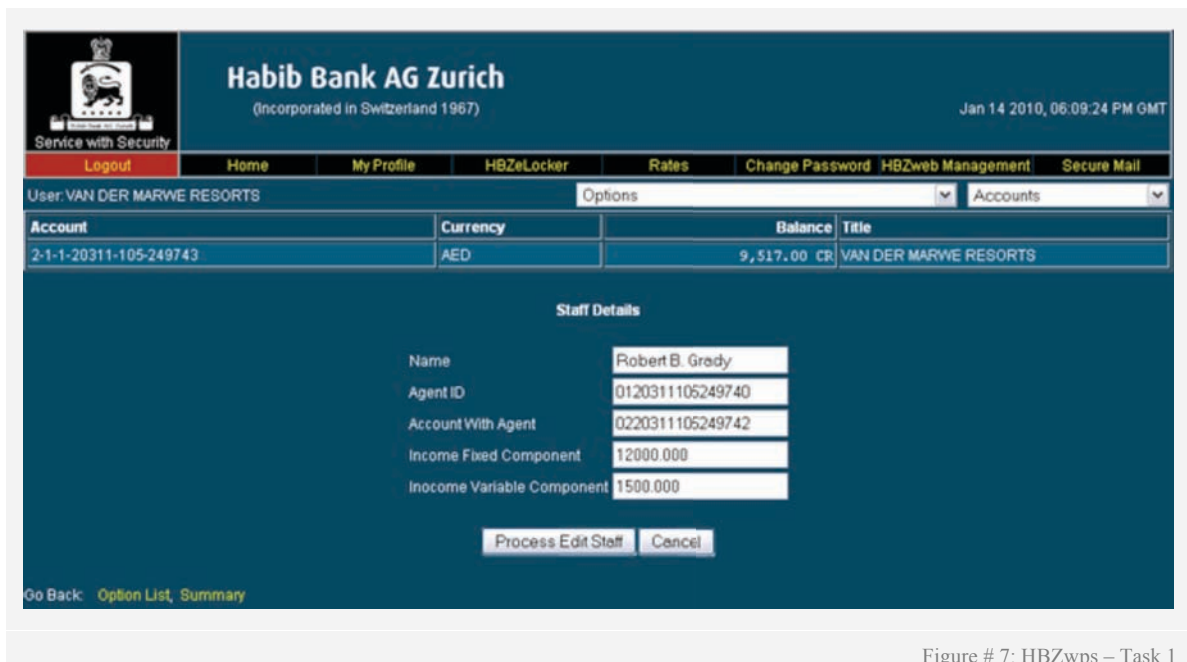 Habib Bank AG Zurich
(Incorporated in Switzerland 1967)
Jan 14 2010, 06:09:24 PM GMT
Service with Security
Logout Home My Profile HBZeLocker Rates Change Password HBZweb Management Secure Mail
User: VAN DER MARWE RESORTS Options Accounts
Account Currency Balance Title
2-1-1-20311-105-249743 AED 9,517.00 CR VAN DER MARWE RESORTS
Staff Details
Name Robert B. Grady
Agent ID 0120311105249740
Account With Agent 0220311105249742
Income Fixed Component 12000.000
Inocome Variable Component 1500.000
Process Edit Staff Cancel
Go Back: Option List, Summary
Figure # 7: HBZwps – Task 1